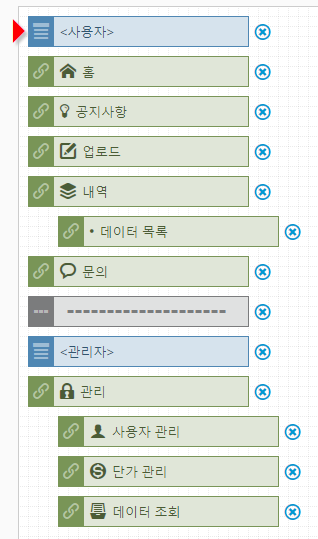 <사용자>
홈
공지사항
업로드
내역
• 데이터 목록
문의
--------------------
<관리자>
관리
사용자 관리
단가 관리
데이터 조회